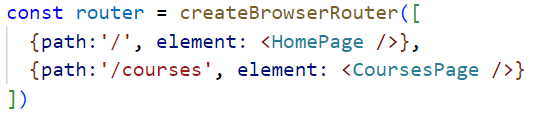 const router = createBrowserRouter([
  {path:'/', element: <HomePage />},
  {path:'/courses', element: <CoursesPage />}
])